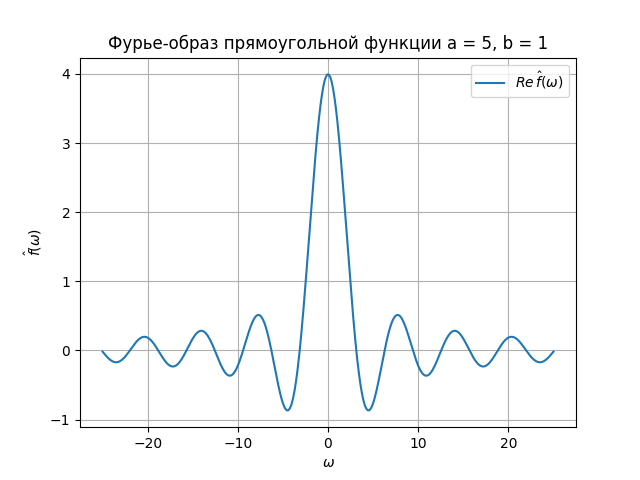 Фурье-образ прямоугольной функции a = 5, b = 1
Re f̂(ω)
f̂(ω)
4
3
2
1
0
−1
−20
−10
0
10
20
ω